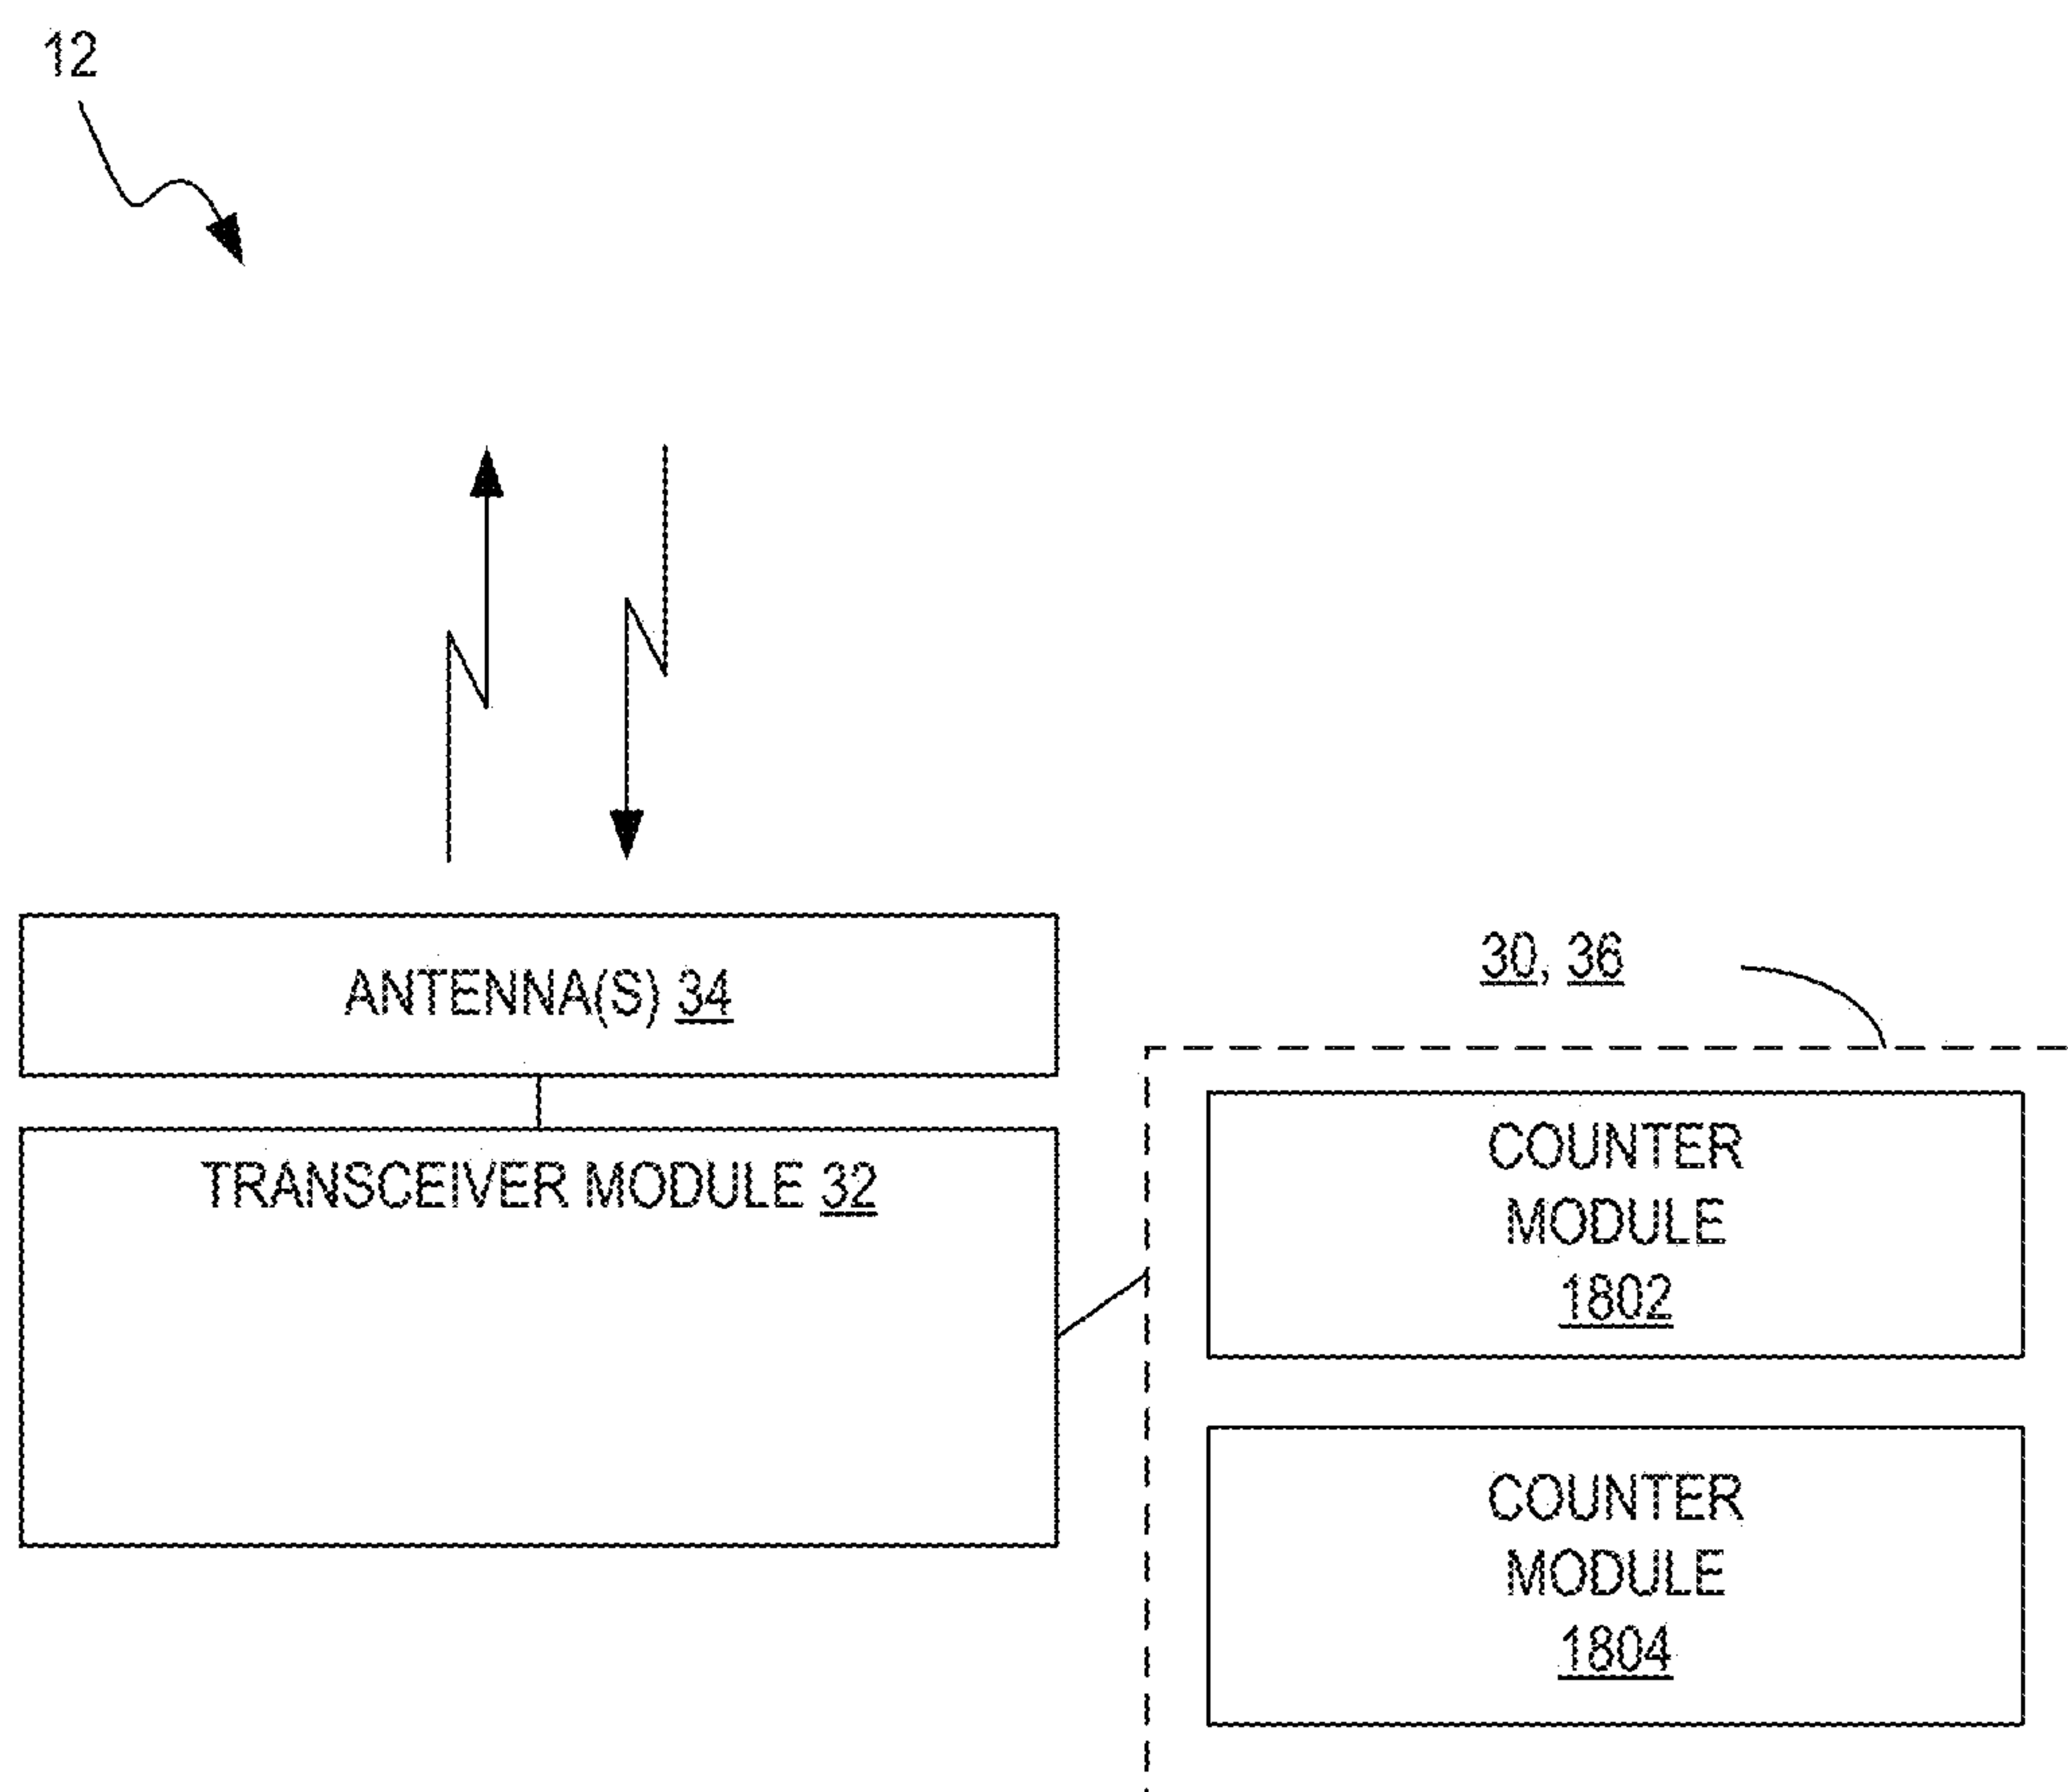 12
ANTENNA(S) 34
30, 36
TRANSCEIVER MODULE 32
COUNTER
MODULE
1802
COUNTER
MODULE
1804